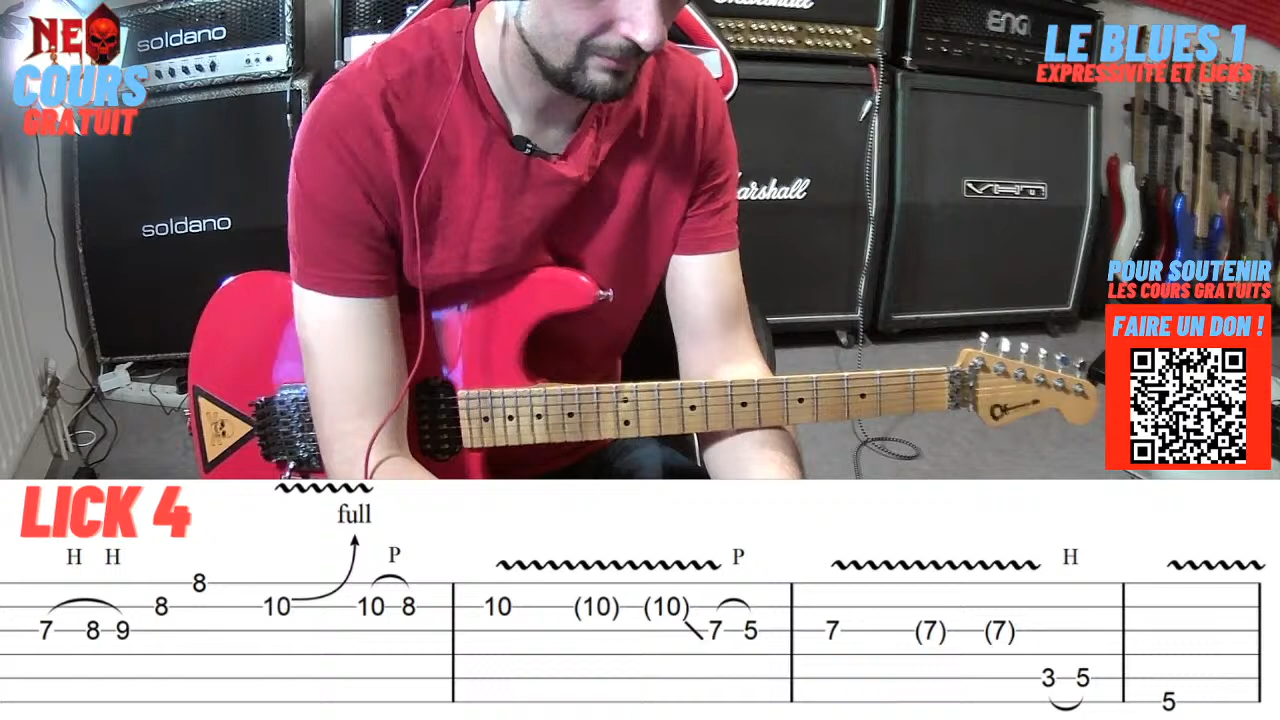 NEO
COURS
GRATUIT
soldano
soldano
Marshall
ENGL
VHT
LE BLUES 1
EXPRESSIVITÉ ET LICKS
POUR SOUTENIR
LES COURS GRATUITS
FAIRE UN DON !
LICK 4
full
H H P P H
8
8 10 10 8 10 (10) (10)
7 8 9 7 5 7 (7) (7)
3 5
5